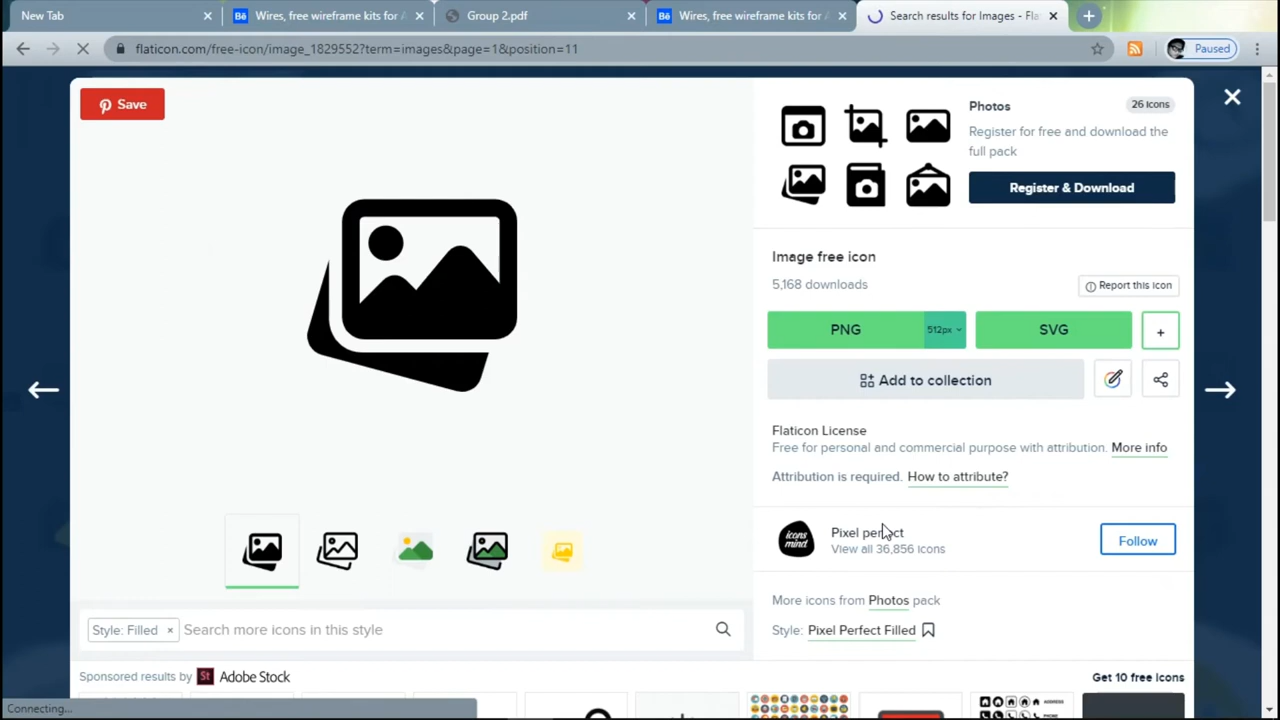 New Tab
Wires, free wireframe kits for A
Group 2.pdf
Wires, free wireframe kits for A
Search results for Images - Fla
flaticon.com/free-icon/image_1829552?term=images&page=1&position=11
Paused
Save
Photos
26 Icons
Register for free and download the
full pack
Register & Download
Image free icon
5,168 downloads
Report this icon
PNG
512px
SVG
+
Add to collection
Flaticon License
Free for personal and commercial purpose with attribution. More info
Attribution is required. How to attribute?
icons
mind
Pixel perfect
View all 36,856 icons
Follow
More icons from Photos pack
Style: Pixel Perfect Filled
Style: Filled ×
Search more icons in this style
Sponsored results by St Adobe Stock
Get 10 free icons
Connecting...